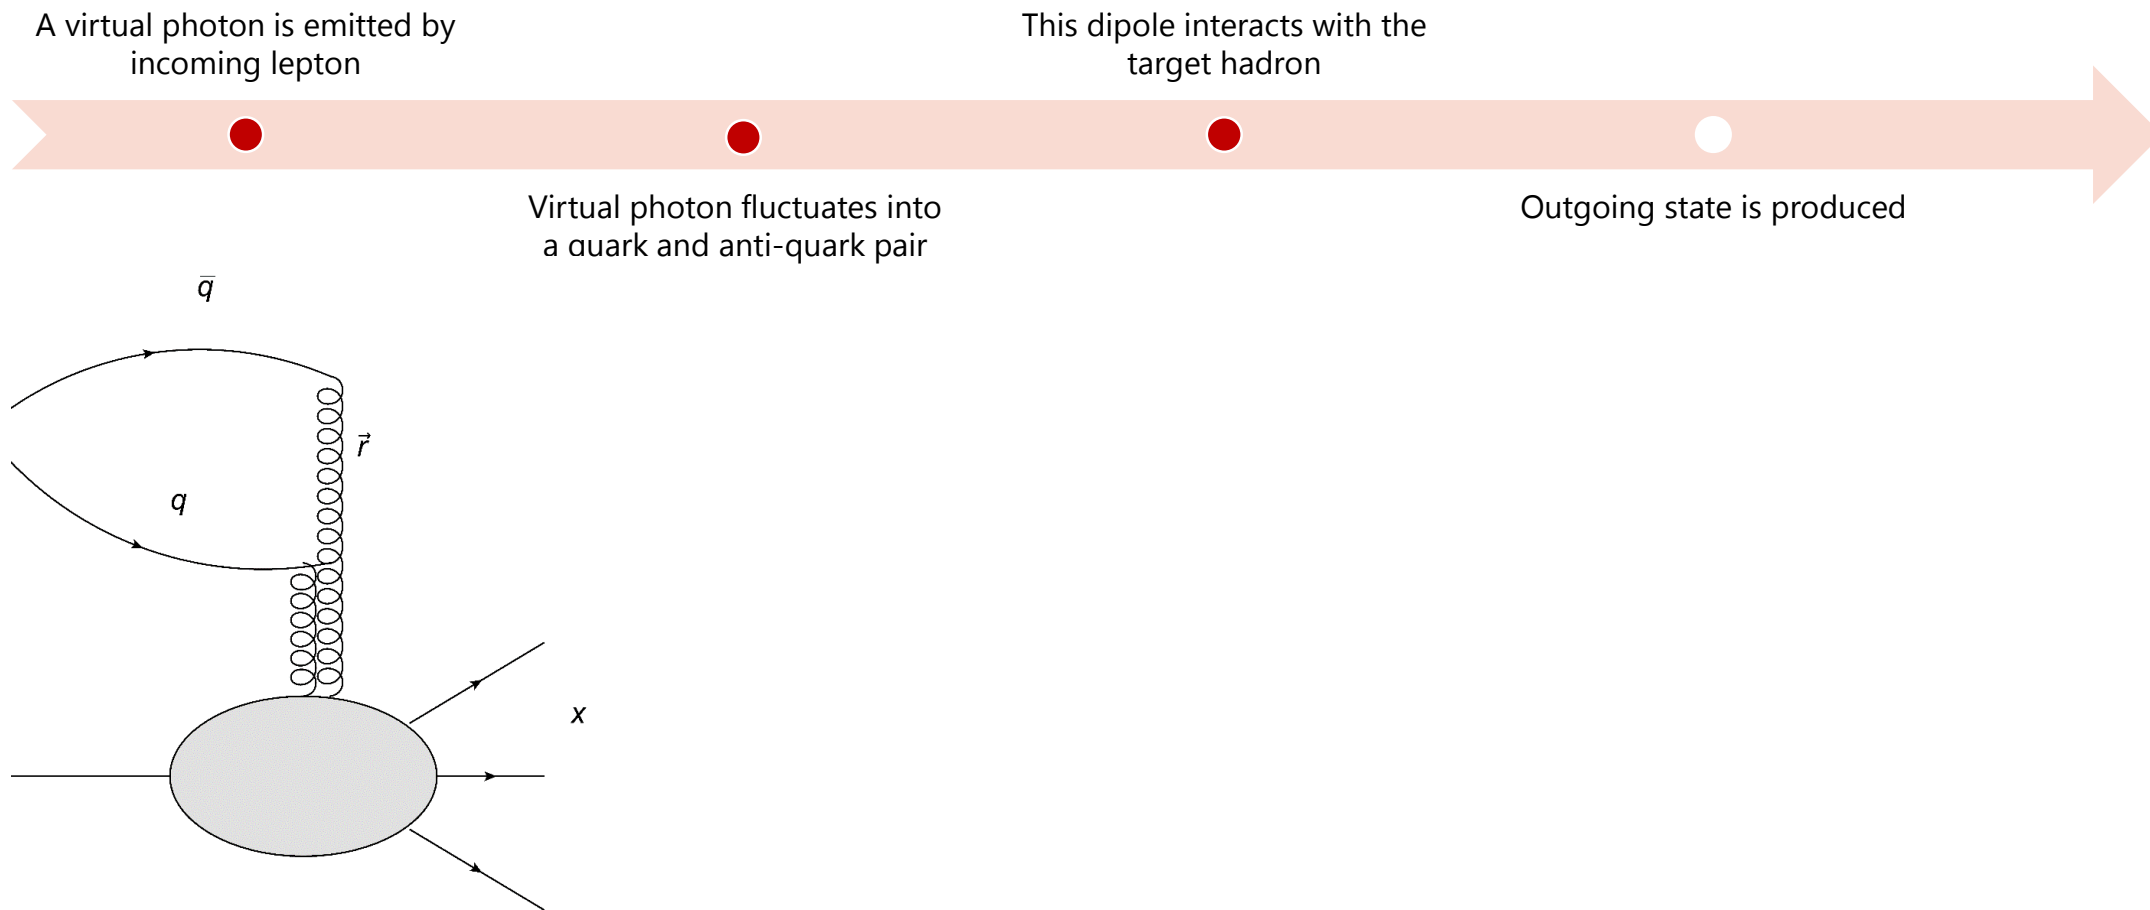 A virtual photon is emitted by
incoming lepton
This dipole interacts with the
target hadron
Virtual photon fluctuates into
a quark and anti-quark pair
Outgoing state is produced
q̅
r⃗
q
x